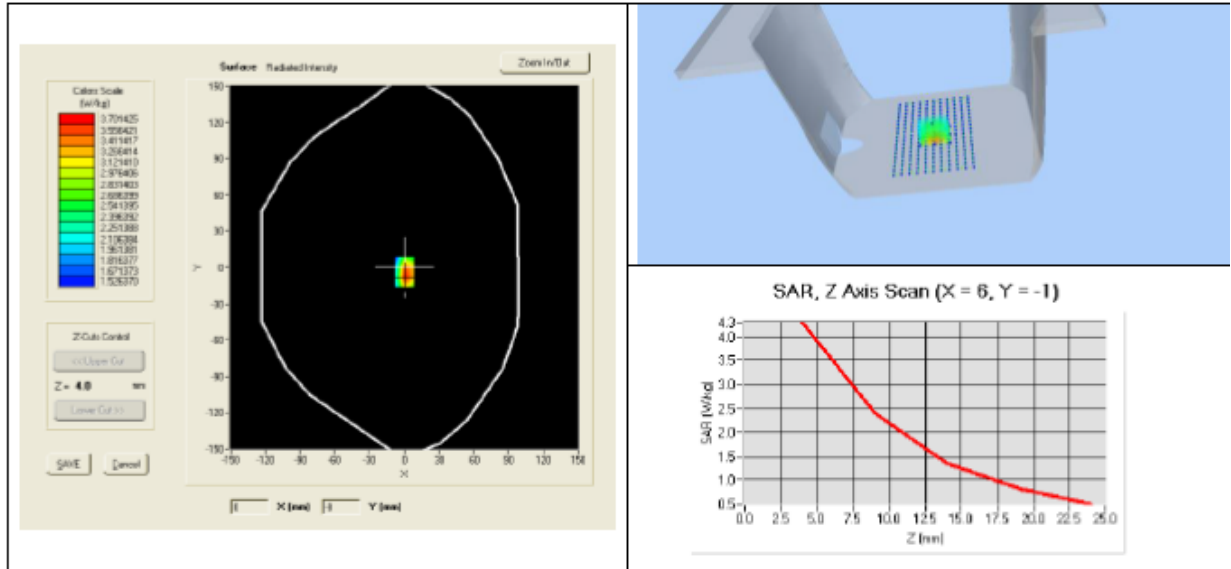 Surface Radiated Intensity
Zoom In/Out
Colors Scale
(W/kg)
3.701425
3.556421
3.411417
3.266414
3.121410
2.976406
2.831403
2.686399
2.541395
2.396392
2.251388
2.106384
1.961381
1.816377
1.671373
1.526370
Z-Cuts Control
<< Upper Cut
Z = 4.0 mm
Lower Cut >>
SAVE Cancel
150
120
90
60
30
0
-30
-60
-90
-120
-150
Y
-150 -120 -90 -60 -30 0 30 60 90 120 150
X
X (mm) Y (mm)
SAR, Z Axis Scan (X = 6, Y = -1)
4.3
4.0
3.5
3.0
2.5
2.0
1.5
1.0
0.5
SAR (W/kg)
0.0 2.5 5.0 7.5 10.0 12.5 15.0 17.5 20.0 22.5 25.0
Z (mm)